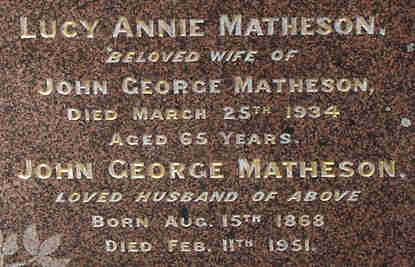 LUCY ANNIE MATHESON.
BELOVED WIFE OF
JOHN GEORGE MATHESON,
DIED MARCH 25TH 1934
AGED 65 YEARS.
JOHN GEORGE MATHESON.
LOVED HUSBAND OF ABOVE
BORN AUG. 15TH 1868
DIED FEB. 11TH 1951.